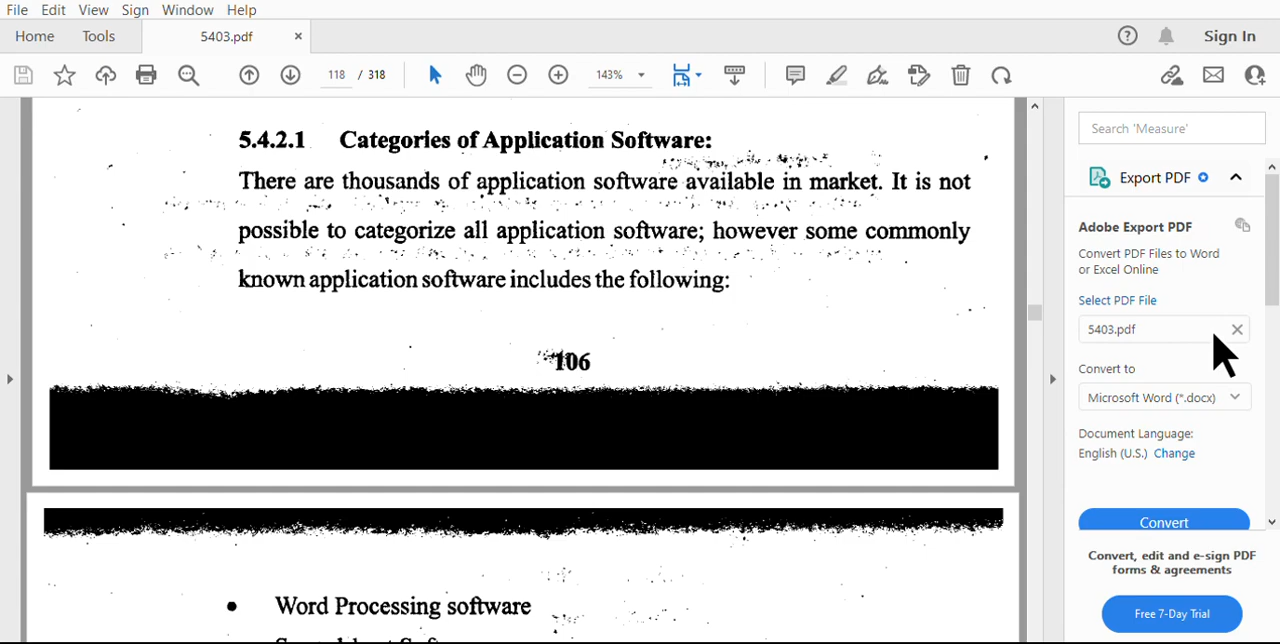 File Edit View Sign Window Help
Home Tools 5403.pdf Sign In
118 / 318 143%
5.4.2.1 Categories of Application Software:
There are thousands of application software available in market. It is not
possible to categorize all application software; however some commonly
known application software includes the following:
106
• Word Processing software
Search 'Measure'
Export PDF
Adobe Export PDF
Convert PDF Files to Word
or Excel Online
Select PDF File
5403.pdf
Convert to
Microsoft Word (*.docx)
Document Language:
English (U.S.) Change
Convert
Convert, edit and e-sign PDF
forms & agreements
Free 7-Day Trial